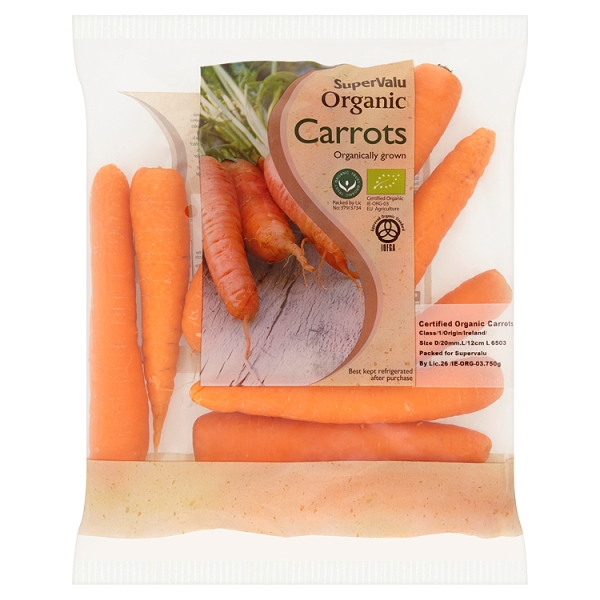 SuperValu
Organic
Carrots
Organically grown
Packed by Lic
Certified Organic
IE-ORG-03
EU Agriculture
IOFGA
Certified Organic Carrots
Class/1/Origin/Ireland/
Size D/20mm.L/12cm L 6503
Packed for Supervalu
By Lic.26 /IE-ORG-03.750g
Best kept refrigerated
after purchase